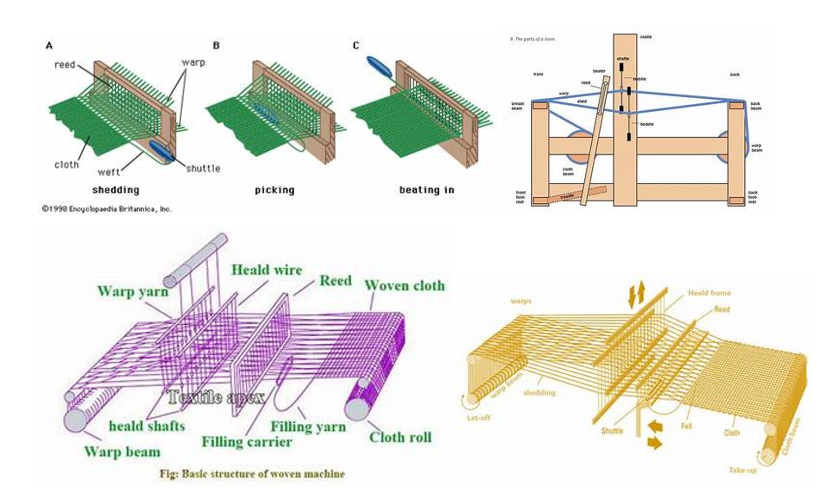 A
B
C
reed
warp
cloth
weft
shuttle
shedding
picking
beating in
©1998 Encyclopaedia Britannica, Inc.
9. The parts of a loom.
castle
shafts
beater
front
reed
heddle
back
warp
shed
breast
beam
back
beam
heddle
cloth
beam
warp
beam
front
foot-
rest
treadle
back
foot-
rest
Heald wire
Warp yarn
Reed
Woven cloth
Textile apex
heald shafts
Filling yarn
Filling carrier
Cloth roll
Warp beam
Fig: Basic structure of woven machine
warps
Heald frame
Reed
warp beam
shedding
Let-off
Shuttle
Fell
Cloth
Cloth beam
Take-up